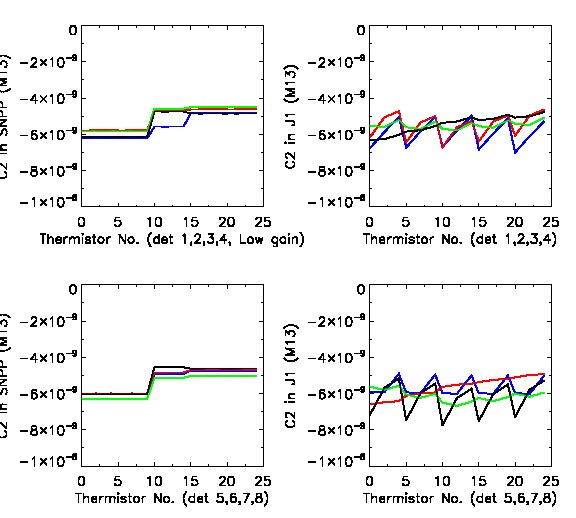 0
0
−2×10⁻⁹
−2×10⁻⁹
−4×10⁻⁹
−4×10⁻⁹
−6×10⁻⁹
−6×10⁻⁹
−8×10⁻⁹
−8×10⁻⁹
−1×10⁻⁸
−1×10⁻⁸
C2 in SNPP (M13)
C2 in J1 (M13)
0 5 10 15 20 25
0 5 10 15 20 25
Thermistor No. (det 1,2,3,4, Low gain)
Thermistor No. (det 1,2,3,4)
0
0
−2×10⁻⁹
−2×10⁻⁹
−4×10⁻⁹
−4×10⁻⁹
−6×10⁻⁹
−6×10⁻⁹
−8×10⁻⁹
−8×10⁻⁹
−1×10⁻⁸
−1×10⁻⁸
C2 in SNPP (M13)
C2 in J1 (M13)
0 5 10 15 20 25
0 5 10 15 20 25
Thermistor No. (det 5,6,7,8)
Thermistor No. (det 5,6,7,8)